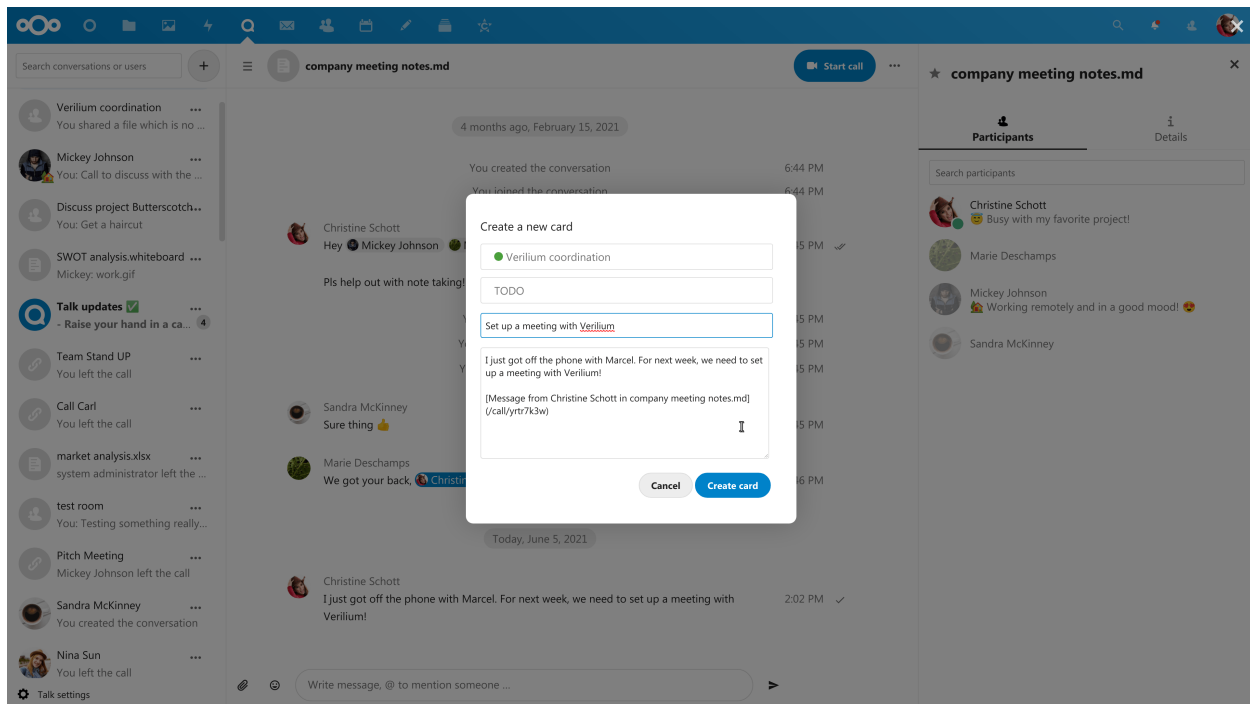 Search conversations or users
+
company meeting notes.md
Start call
company meeting notes.md
Verilium coordination
You shared a file which is no ...
Mickey Johnson
You: Call to discuss with the ...
Discuss project Butterscotch
You: Get a haircut
SWOT analysis.whiteboard
Mickey: work.gif
Talk updates ✅
- Raise your hand in a ca... 4
Team Stand UP
You left the call
Call Carl
You left the call
market analysis.xlsx
system administrator left the ...
test room
You: Testing something really...
Pitch Meeting
Mickey Johnson left the call
Sandra McKinney
You created the conversation
Nina Sun
You left the call
Talk settings
4 months ago, February 15, 2021
You created the conversation 6:44 PM
You joined the conversation 6:44 PM
Christine Schott
Hey Mickey Johnson
Pls help out with note taking!
Sandra McKinney
Sure thing 👍
Marie Deschamps
We got your back,
Today, June 5, 2021
Christine Schott
I just got off the phone with Marcel. For next week, we need to set up a meeting with 2:02 PM
Verilium!
Write message, @ to mention someone ...
Create a new card
Verilium coordination
TODO
Set up a meeting with Verilium
I just got off the phone with Marcel. For next week, we need to set
up a meeting with Verilium!
[Message from Christine Schott in company meeting notes.md]
(/call/yrtr7k3w)
Cancel
Create card
Participants
Details
Search participants
Christine Schott
😇 Busy with my favorite project!
Marie Deschamps
Mickey Johnson
🏡 Working remotely and in a good mood! 😍
Sandra McKinney